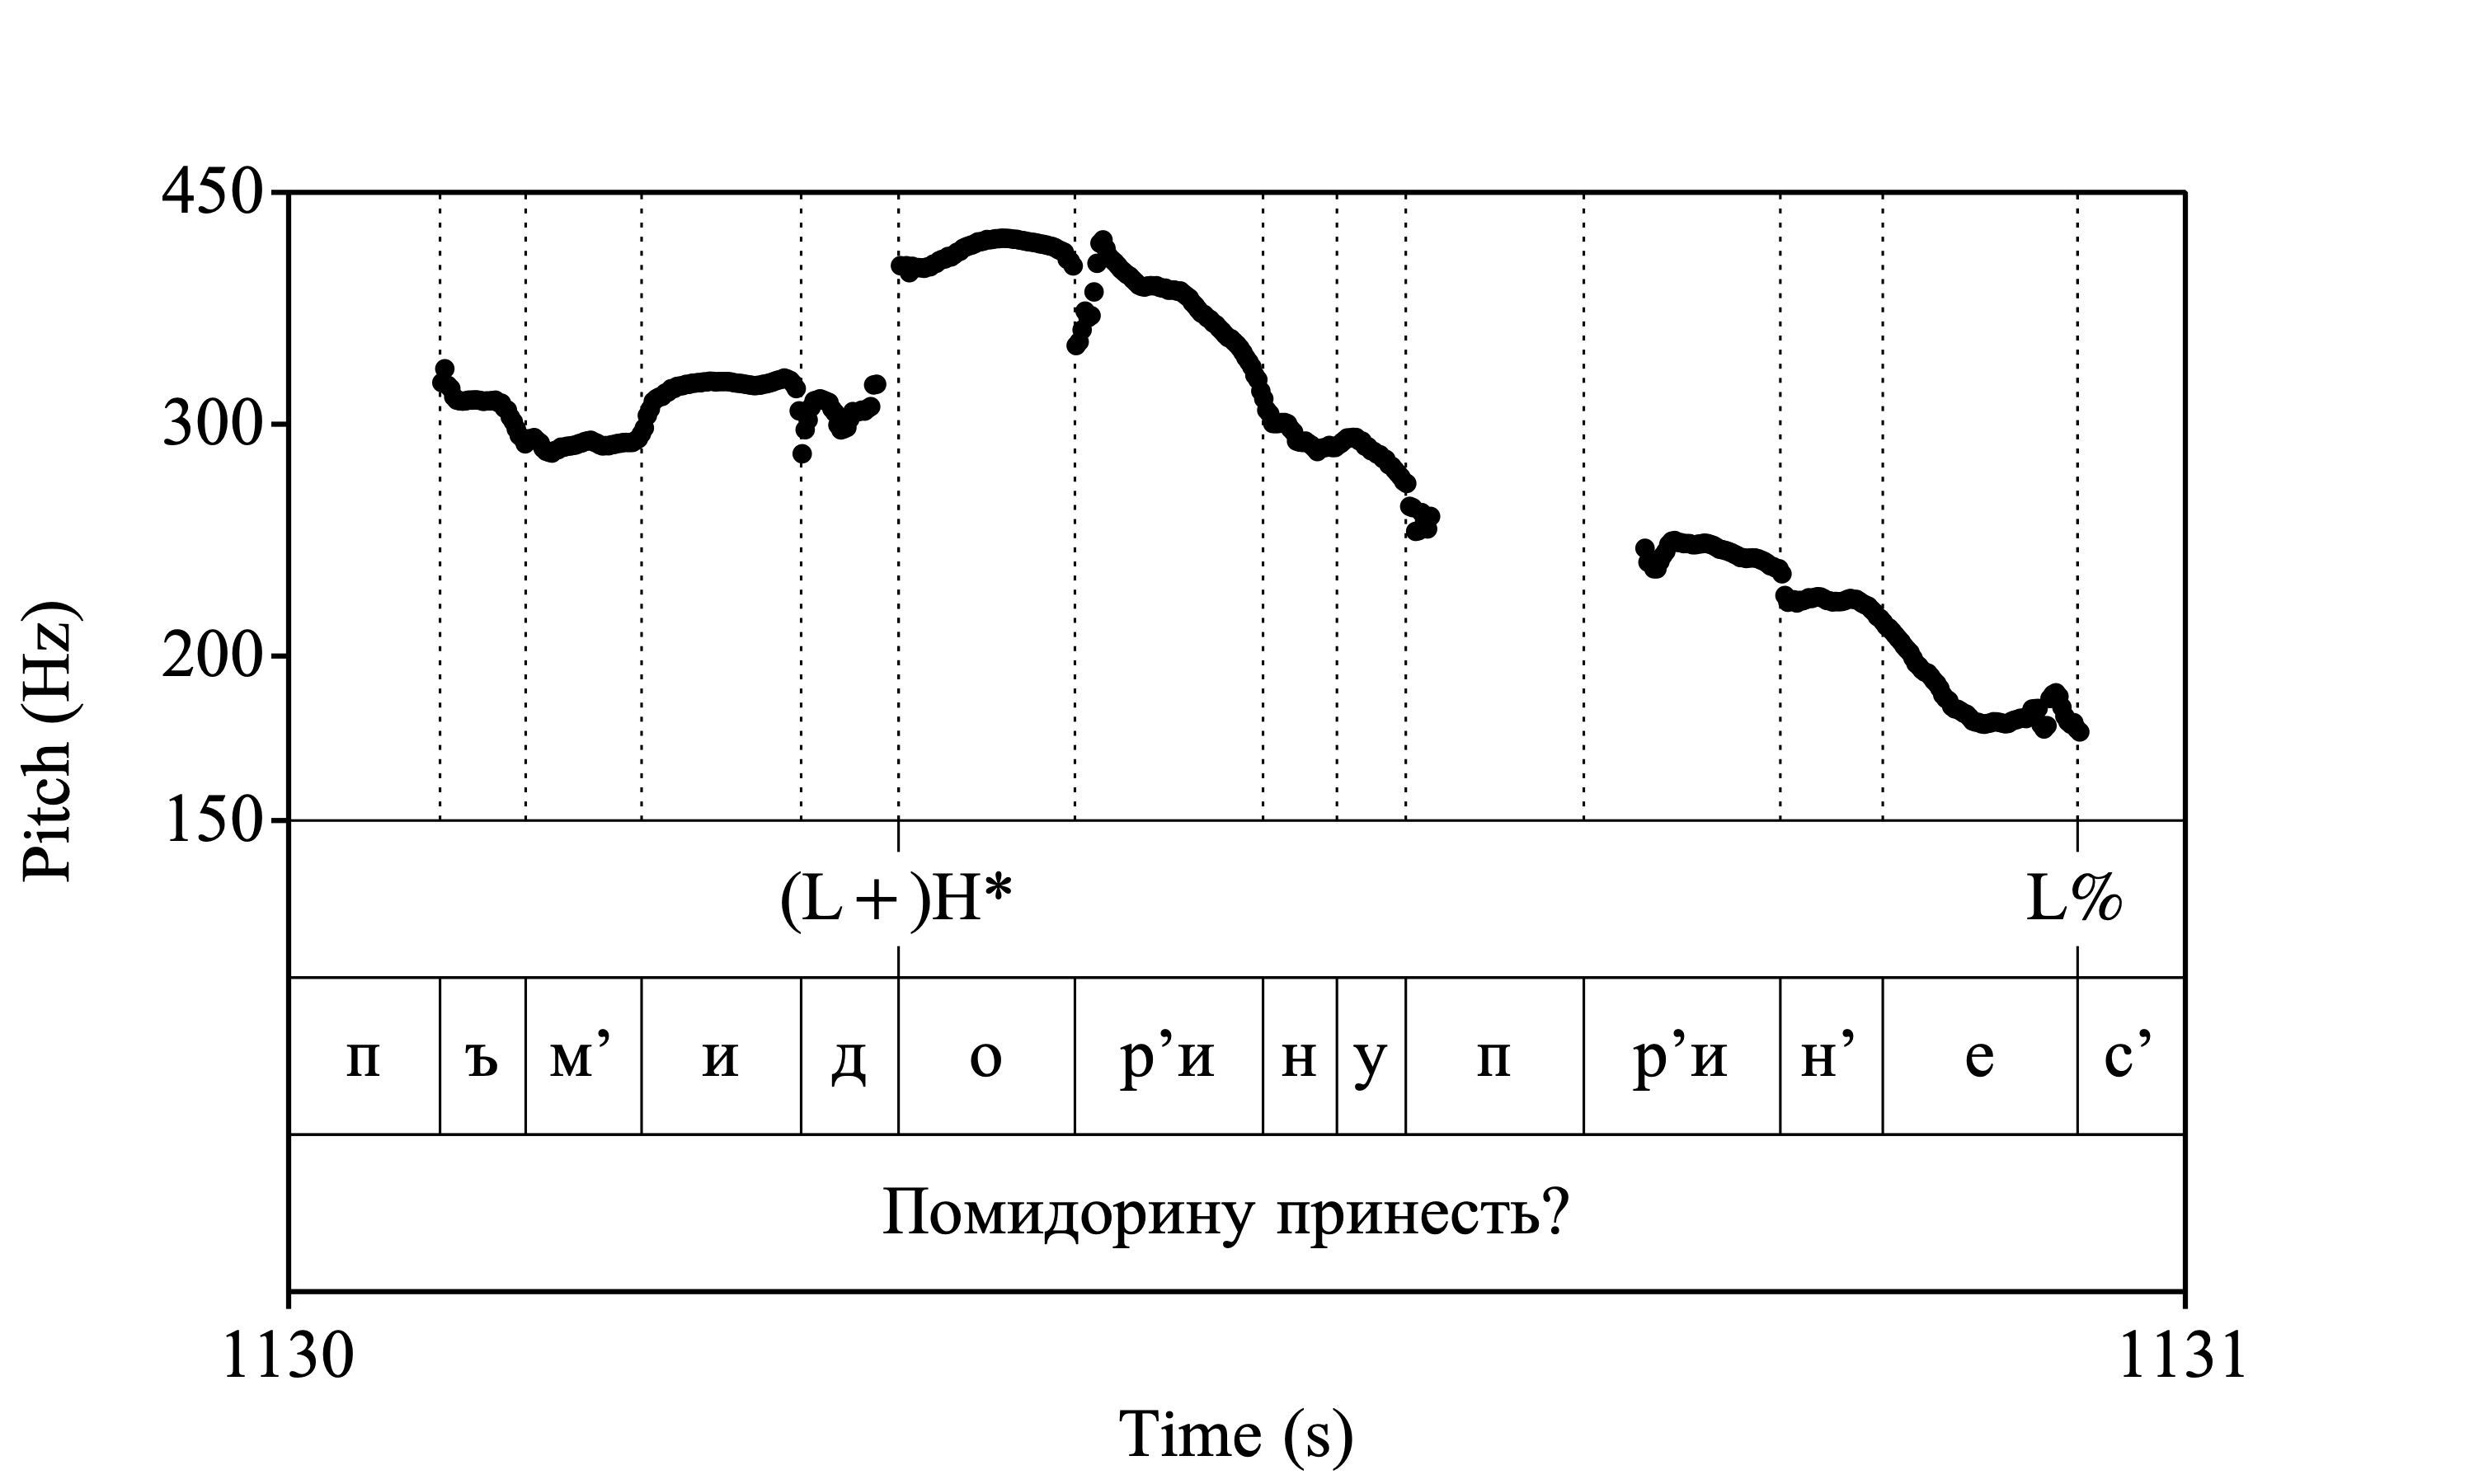 450
300
200
150
Pitch (Hz)
(L+)H* L%
п ъ м’ и д о р’и н у п р’и н’ е с’
Помидорину принесть?
1130 1131
Time (s)